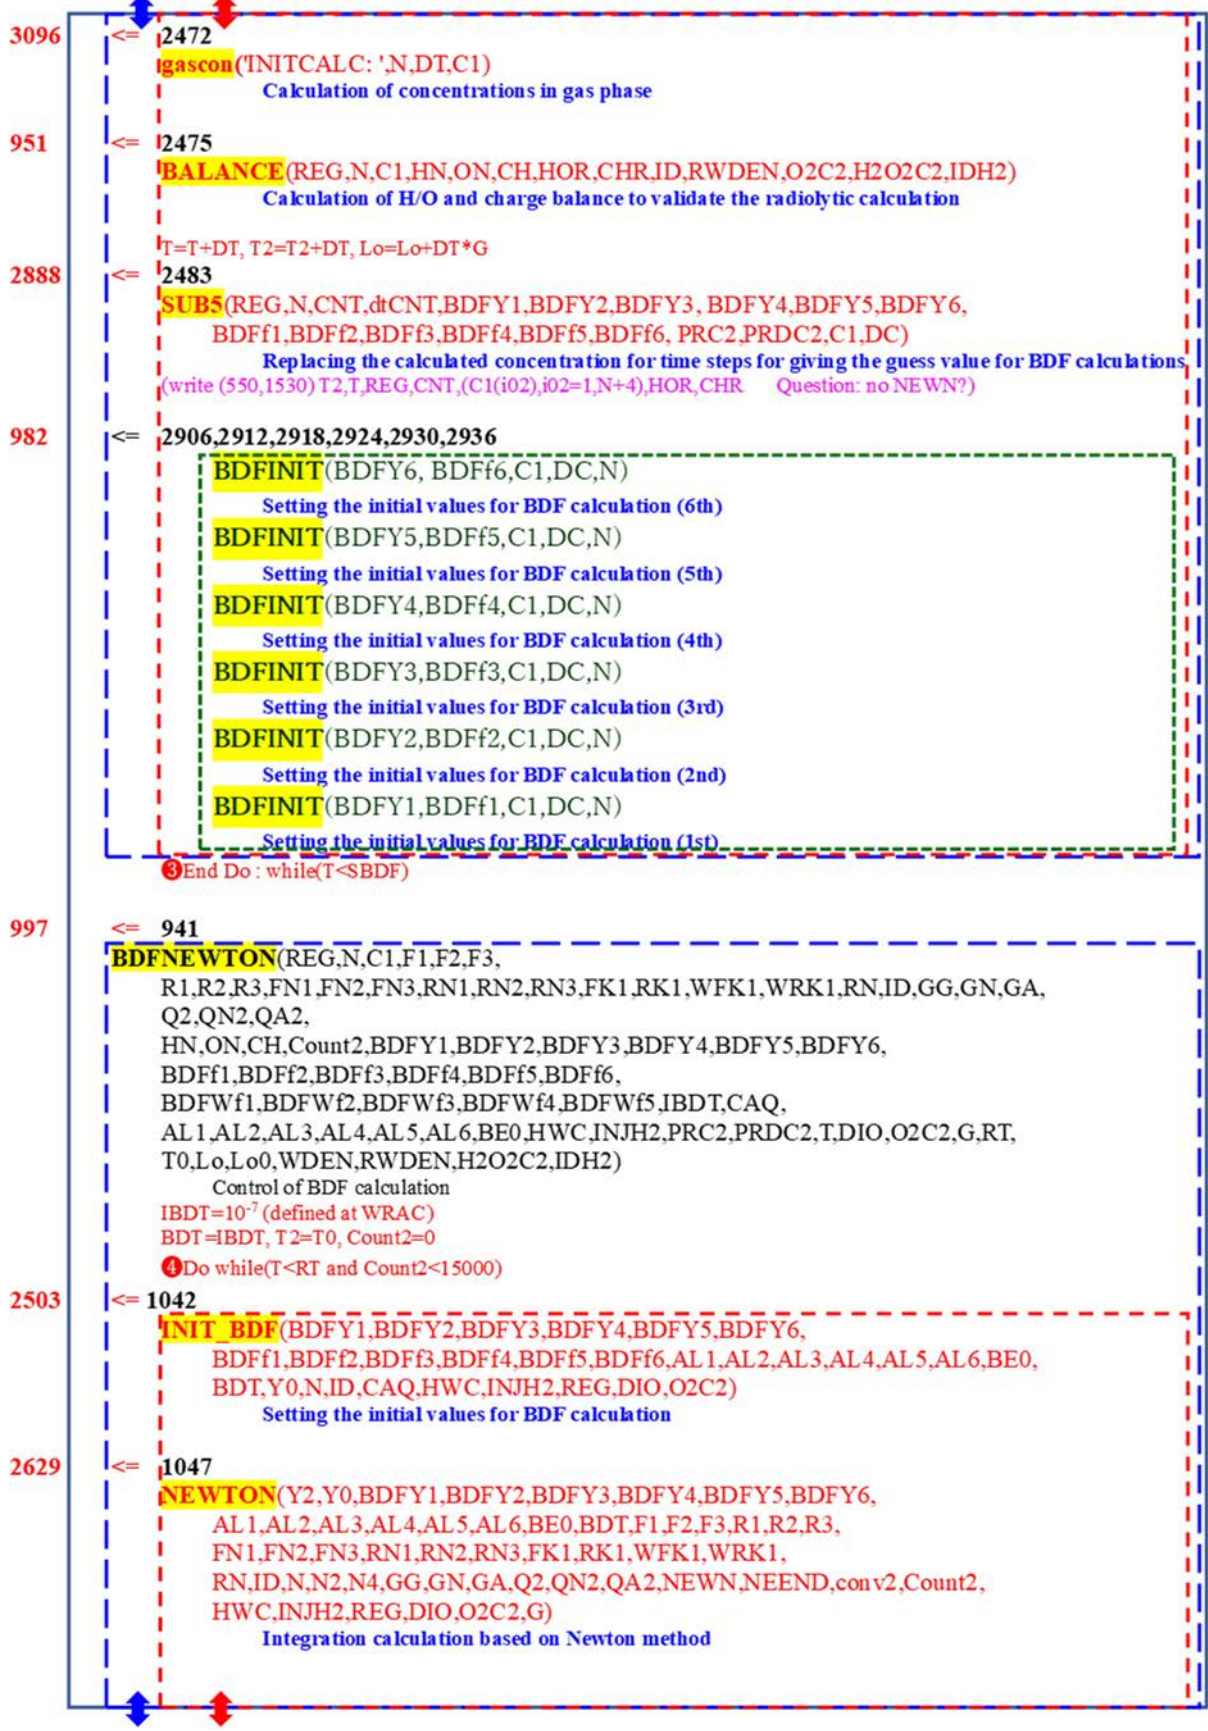 3096 <= 2472
gascon('INITCALC: ',N,DT,C1)
Calculation of concentrations in gas phase
951 <= 2475
BALANCE(REG,N,C1,HN,ON,CH,HOR,CHR,ID,RWDEN,O2C2,H2O2C2,IDH2)
Calculation of H/O and charge balance to validate the radiolytic calculation
T=T+DT, T2=T2+DT, Lo=Lo+DT*G
2888 <= 2483
SUB5(REG,N,CNT,dtCNT,BDFY1,BDFY2,BDFY3, BDFY4,BDFY5,BDFY6,
BDFf1,BDFf2,BDFf3,BDFf4,BDFf5,BDFf6, PRC2,PRDC2,C1,DC)
Replacing the calculated concentration for time steps for giving the guess value for BDF calculations
(write (550,1530) T2,T,REG,CNT,(C1(i02),i02=1,N+4),HOR,CHR Question: no NEWN?)
982 <= 2906,2912,2918,2924,2930,2936
BDFINIT(BDFY6, BDFf6,C1,DC,N)
Setting the initial values for BDF calculation (6th)
BDFINIT(BDFY5,BDFf5,C1,DC,N)
Setting the initial values for BDF calculation (5th)
BDFINIT(BDFY4,BDFf4,C1,DC,N)
Setting the initial values for BDF calculation (4th)
BDFINIT(BDFY3,BDFf3,C1,DC,N)
Setting the initial values for BDF calculation (3rd)
BDFINIT(BDFY2,BDFf2,C1,DC,N)
Setting the initial values for BDF calculation (2nd)
BDFINIT(BDFY1,BDFf1,C1,DC,N)
Setting the initial values for BDF calculation (1st)
❸End Do : while(T<SBDF)
997 <= 941
BDFNEWTON(REG,N,C1,F1,F2,F3,
R1,R2,R3,FN1,FN2,FN3,RN1,RN2,RN3,FK1,RK1,WFK1,WRK1,RN,ID,GG,GN,GA,
Q2,QN2,QA2,
HN,ON,CH,Count2,BDFY1,BDFY2,BDFY3,BDFY4,BDFY5,BDFY6,
BDFf1,BDFf2,BDFf3,BDFf4,BDFf5,BDFf6,
BDFWf1,BDFWf2,BDFWf3,BDFWf4,BDFWf5,IBDT,CAQ,
AL1,AL2,AL3,AL4,AL5,AL6,BE0,HWC,INJH2,PRC2,PRDC2,T,DIO,O2C2,G,RT,
T0,Lo,Lo0,WDEN,RWDEN,H2O2C2,IDH2)
Control of BDF calculation
IBDT=10⁻⁷ (defined at WRAC)
BDT=IBDT, T2=T0, Count2=0
❹Do while(T<RT and Count2<15000)
2503 <= 1042
INIT_BDF(BDFY1,BDFY2,BDFY3,BDFY4,BDFY5,BDFY6,
BDFf1,BDFf2,BDFf3,BDFf4,BDFf5,BDFf6,AL1,AL2,AL3,AL4,AL5,AL6,BE0,
BDT,Y0,N,ID,CAQ,HWC,INJH2,REG,DIO,O2C2)
Setting the initial values for BDF calculation
2629 <= 1047
NEWTON(Y2,Y0,BDFY1,BDFY2,BDFY3,BDFY4,BDFY5,BDFY6,
AL1,AL2,AL3,AL4,AL5,AL6,BE0,BDT,F1,F2,F3,R1,R2,R3,
FN1,FN2,FN3,RN1,RN2,RN3,FK1,RK1,WFK1,WRK1,
RN,ID,N,N2,N4,GG,GN,GA,Q2,QN2,QA2,NEWN,NEEND,conv2,Count2,
HWC,INJH2,REG,DIO,O2C2,G)
Integration calculation based on Newton method